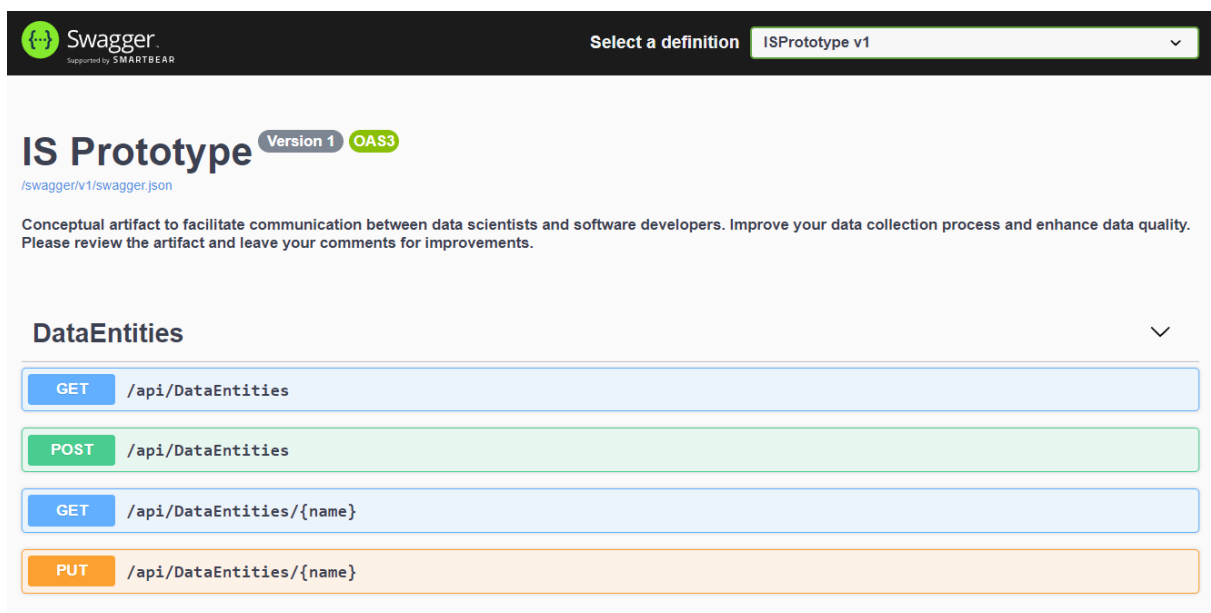 {···} Swagger.
Supported by SMARTBEAR
Select a definition ISPrototype v1
IS Prototype Version 1 OAS3
/swagger/v1/swagger.json
Conceptual artifact to facilitate communication between data scientists and software developers. Improve your data collection process and enhance data quality.
Please review the artifact and leave your comments for improvements.
DataEntities
GET /api/DataEntities
POST /api/DataEntities
GET /api/DataEntities/{name}
PUT /api/DataEntities/{name}